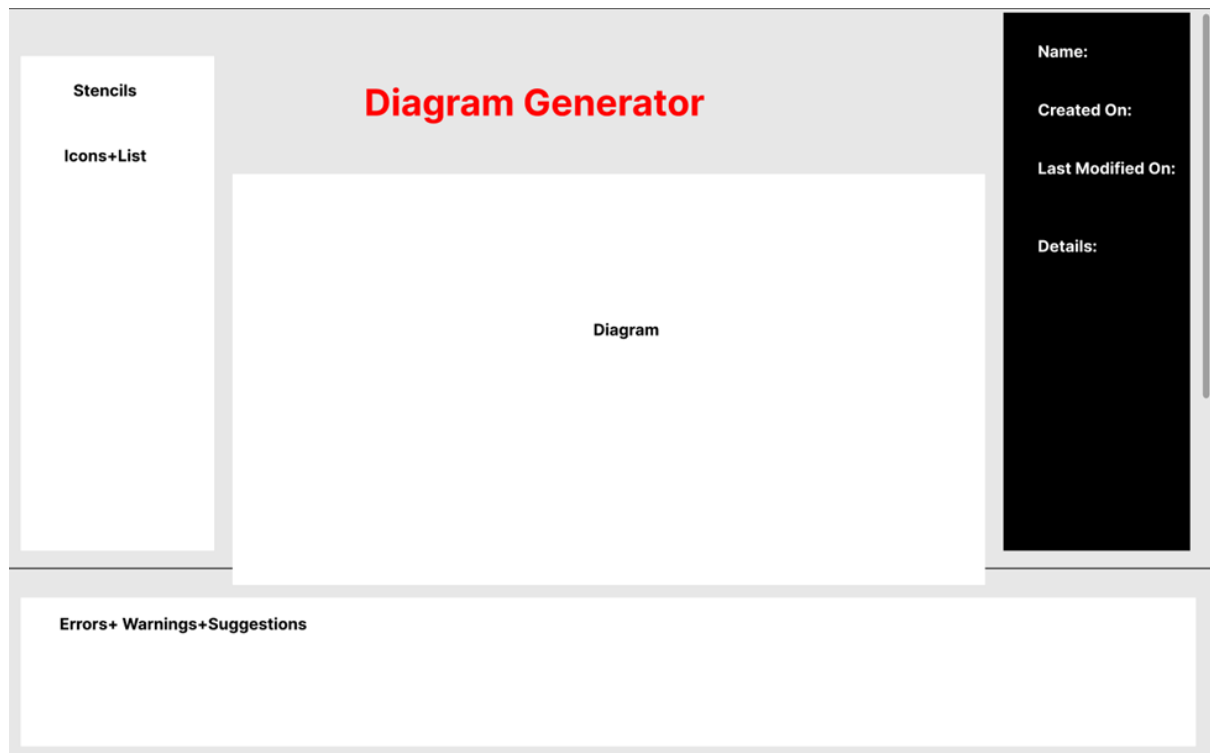 Stencils
Icons+List
Diagram Generator
Diagram
Name:
Created On:
Last Modified On:
Details:
Errors+ Warnings+Suggestions